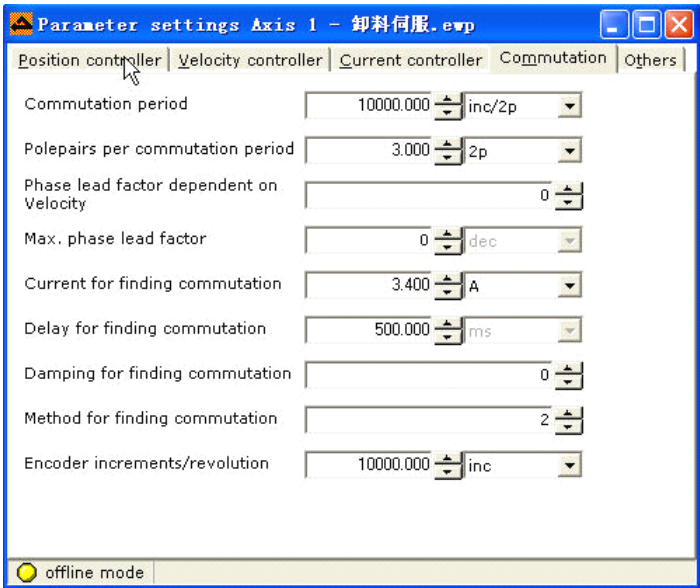 Parameter settings Axis 1 - 卸料伺服.ewp
Position controller Velocity controller Current controller Commutation Others
Commutation period 10000.000 inc/2p
Polepairs per commutation period 3.000 2p
Phase lead factor dependent on
Velocity 0
Max. phase lead factor 0 dec
Current for finding commutation 3.400 A
Delay for finding commutation 500.000 ms
Damping for finding commutation 0
Method for finding commutation 2
Encoder increments/revolution 10000.000 inc
offline mode